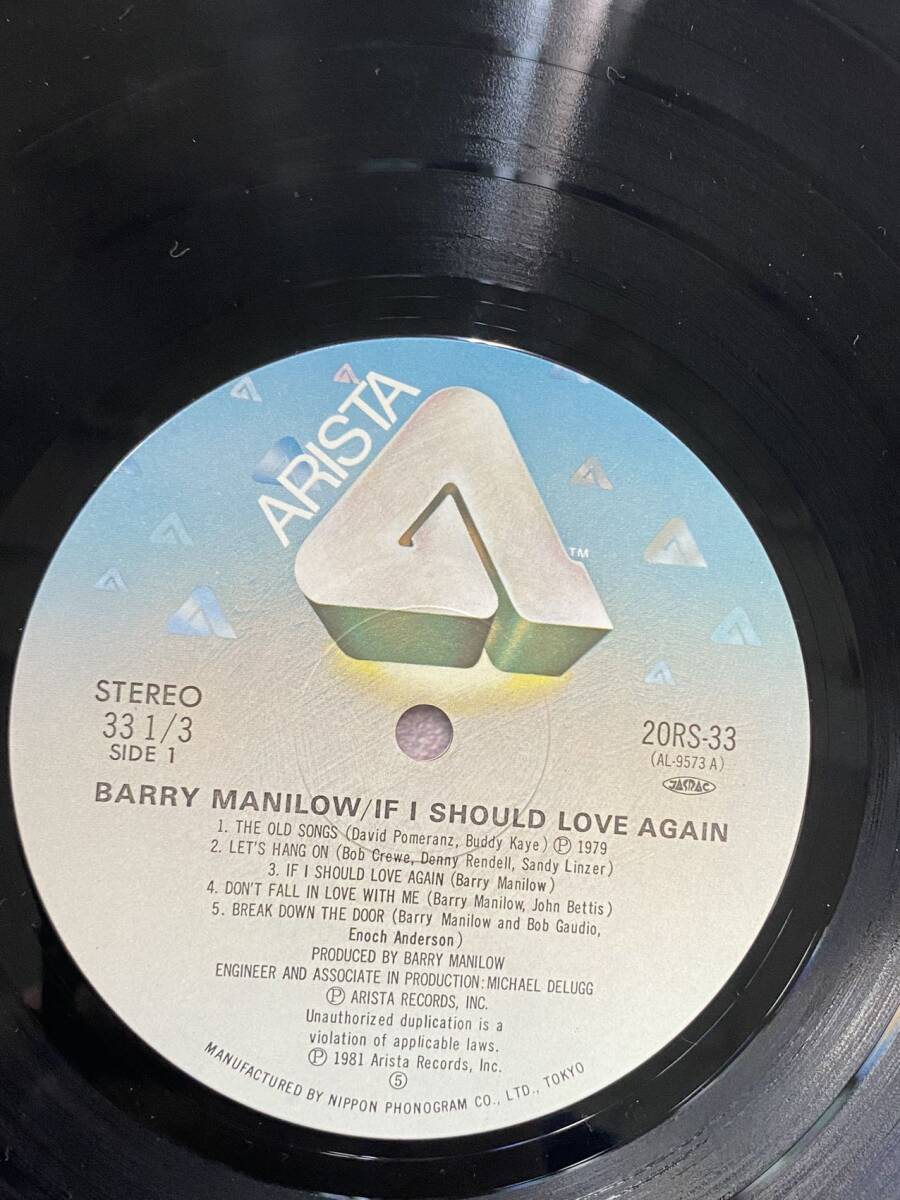 ARISTA
TM
STEREO
33 1/3
SIDE 1
20RS-33
(AL-9573 A)
JASRAC
BARRY MANILOW/IF I SHOULD LOVE AGAIN
1. THE OLD SONGS (David Pomeranz, Buddy Kaye) Ⓟ 1979
2. LET'S HANG ON (Bob Crewe, Denny Rendell, Sandy Linzer)
3. IF I SHOULD LOVE AGAIN (Barry Manilow)
4. DON'T FALL IN LOVE WITH ME (Barry Manilow, John Bettis)
5. BREAK DOWN THE DOOR (Barry Manilow and Bob Gaudio,
Enoch Anderson)
PRODUCED BY BARRY MANILOW
ENGINEER AND ASSOCIATE IN PRODUCTION: MICHAEL DELUGG
Ⓟ ARISTA RECORDS, INC.
Unauthorized duplication is a
violation of applicable laws.
Ⓟ 1981 Arista Records, Inc.
⑤
MANUFACTURED BY NIPPON PHONOGRAM CO., LTD., TOKYO